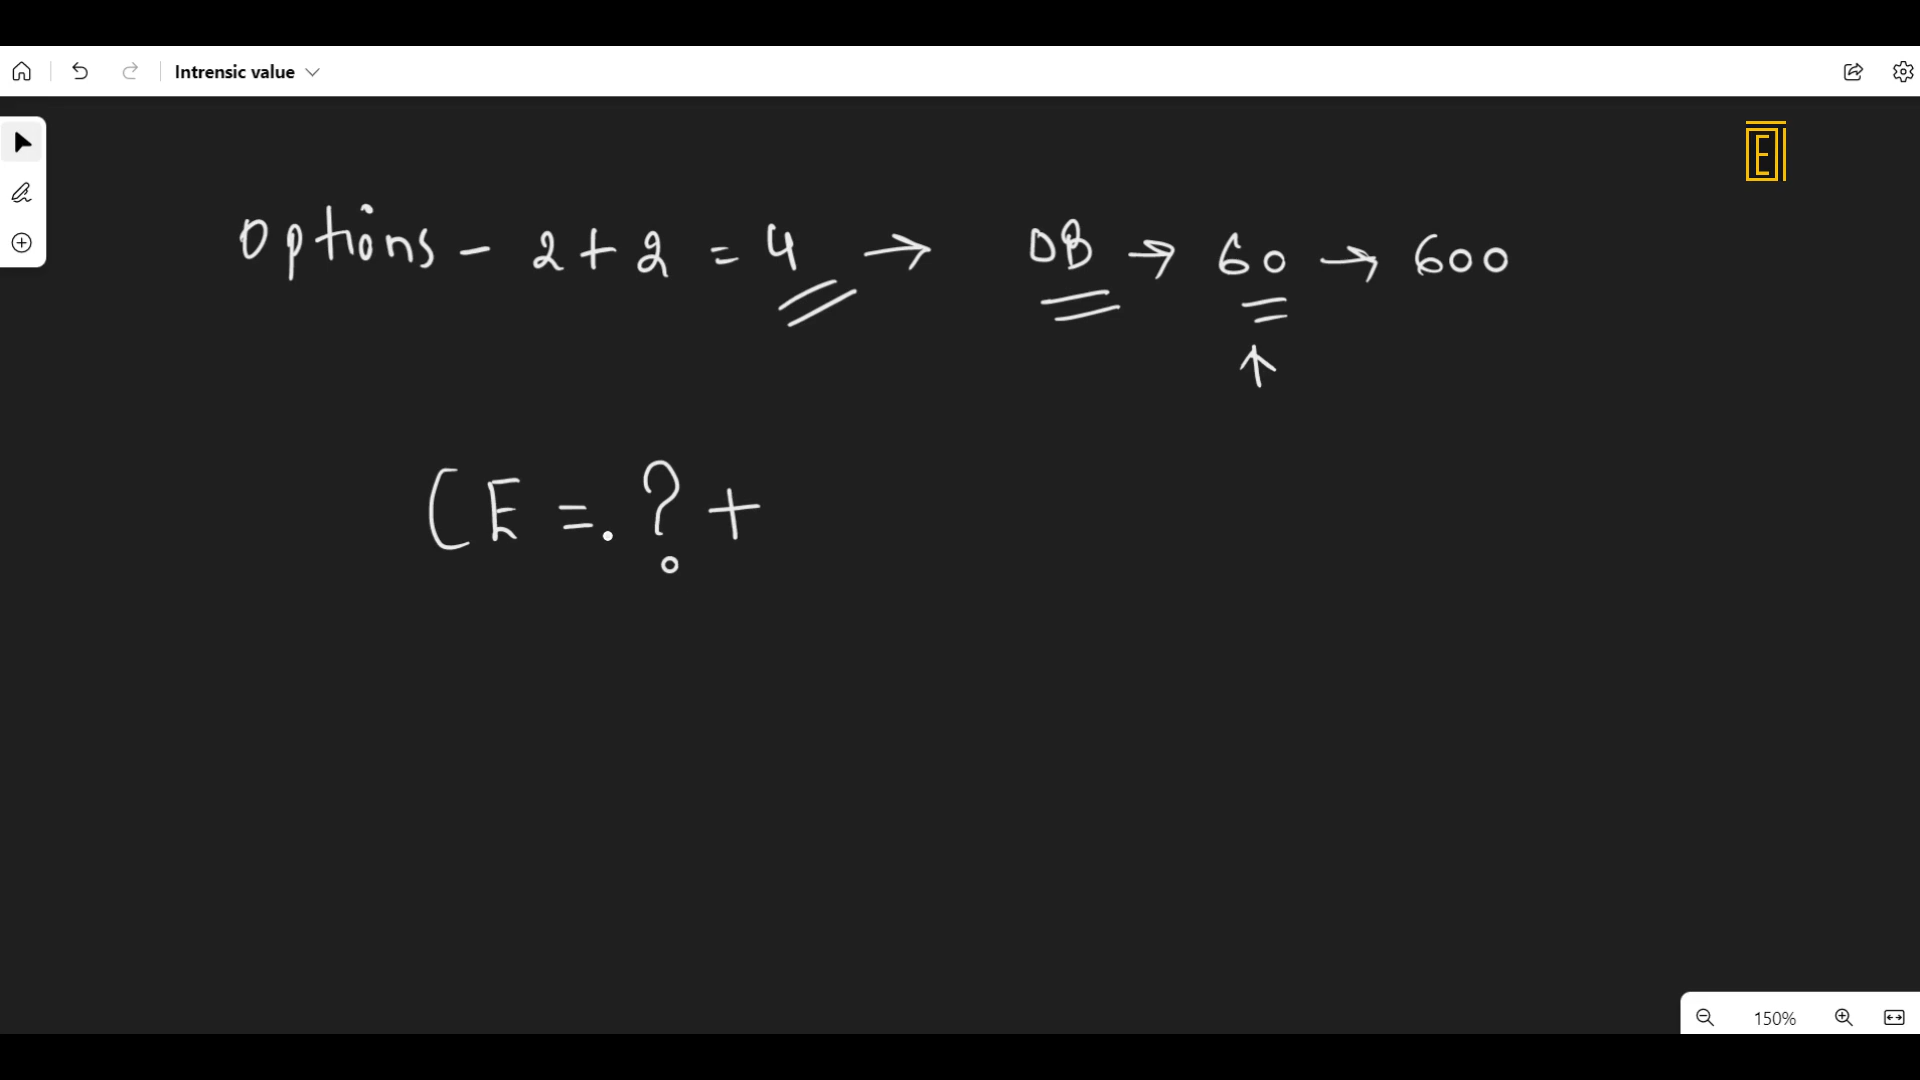 Intrensic value
E
Options - 2 + 2 = 4 → OB → 60 → 600
↑
CE = . ? +
150%